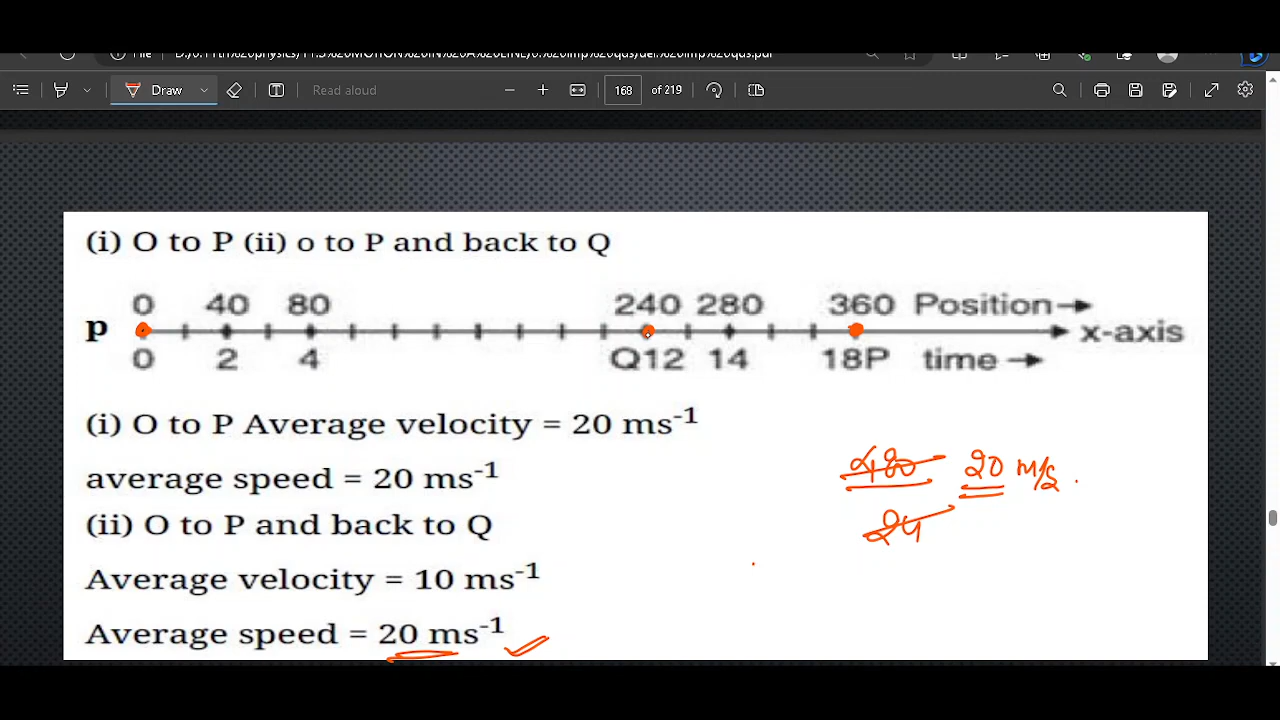 Draw
Read aloud
168 of 219
(i) O to P (ii) o to P and back to Q
0 40 80 240 280 360 Position→
p x-axis
0 2 4 Q12 14 18P time →
(i) O to P Average velocity = 20 ms⁻¹
average speed = 20 ms⁻¹
480 20 m/s
24
(ii) O to P and back to Q
Average velocity = 10 ms⁻¹
Average speed = 20 ms⁻¹